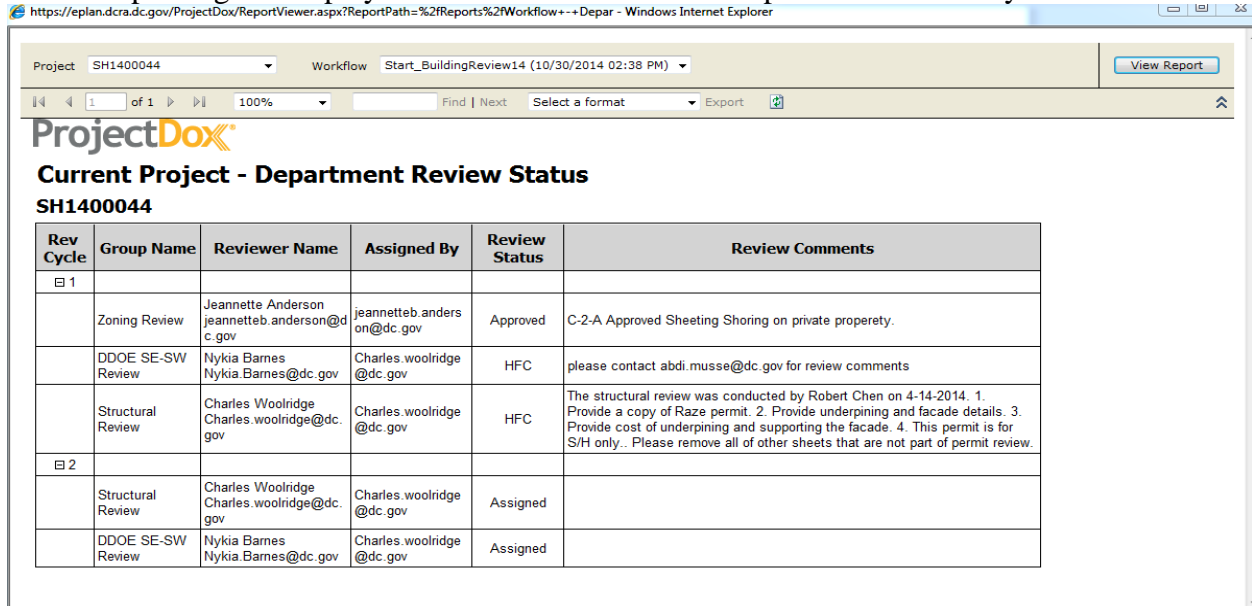 https://eplan.dcra.dc.gov/ProjectDox/ReportViewer.aspx?ReportPath=%2fReports%2fWorkflow+-+Depar - Windows Internet Explorer
Project SH1400044 Workflow Start_BuildingReview14 (10/30/2014 02:38 PM) View Report
1 of 1 100% Find | Next Select a format Export
ProjectDox
Current Project - Department Review Status
SH1400044
Rev Cycle Group Name Reviewer Name Assigned By Review Status Review Comments
1
Zoning Review
Jeannette Anderson
jeannetteb.anderson@d
c.gov
jeannetteb.anders
on@dc.gov
Approved
C-2-A Approved Sheeting Shoring on private properety.
DDOE SE-SW
Review
Nykia Barnes
Nykia.Barnes@dc.gov
Charles.woolridge
@dc.gov
HFC
please contact abdi.musse@dc.gov for review comments
Structural
Review
Charles Woolridge
Charles.woolridge@dc.
gov
Charles.woolridge
@dc.gov
HFC
The structural review was conducted by Robert Chen on 4-14-2014. 1.
Provide a copy of Raze permit. 2. Provide underpining and facade details. 3.
Provide cost of underpining and supporting the facade. 4. This permit is for
S/H only.. Please remove all of other sheets that are not part of permit review.
2
Structural
Review
Charles Woolridge
Charles.woolridge@dc.
gov
Charles.woolridge
@dc.gov
Assigned
DDOE SE-SW
Review
Nykia Barnes
Nykia.Barnes@dc.gov
Charles.woolridge
@dc.gov
Assigned